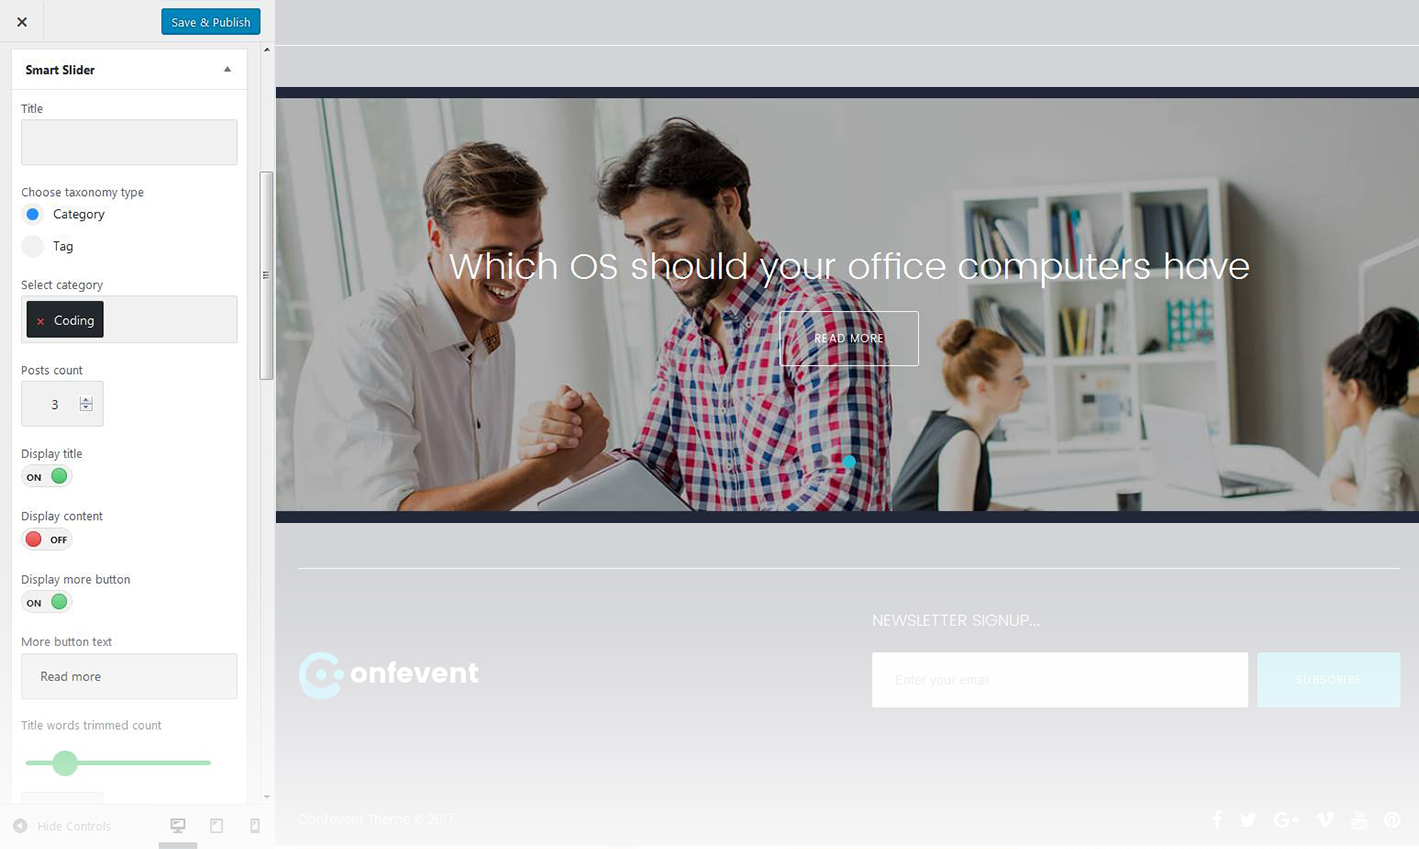 Save & Publish
Smart Slider
Title
Choose taxonomy type
Category
Tag
Select category
× Coding
Posts count
3
Display title
ON
Display content
OFF
Display more button
ON
More button text
Read more
Title words trimmed count
Hide Controls
Which OS should your office computers have
READ MORE
NEWSLETTER SIGNUP...
onfevent
Enter your email
SUBSCRIBE
Confevent Theme © 2017